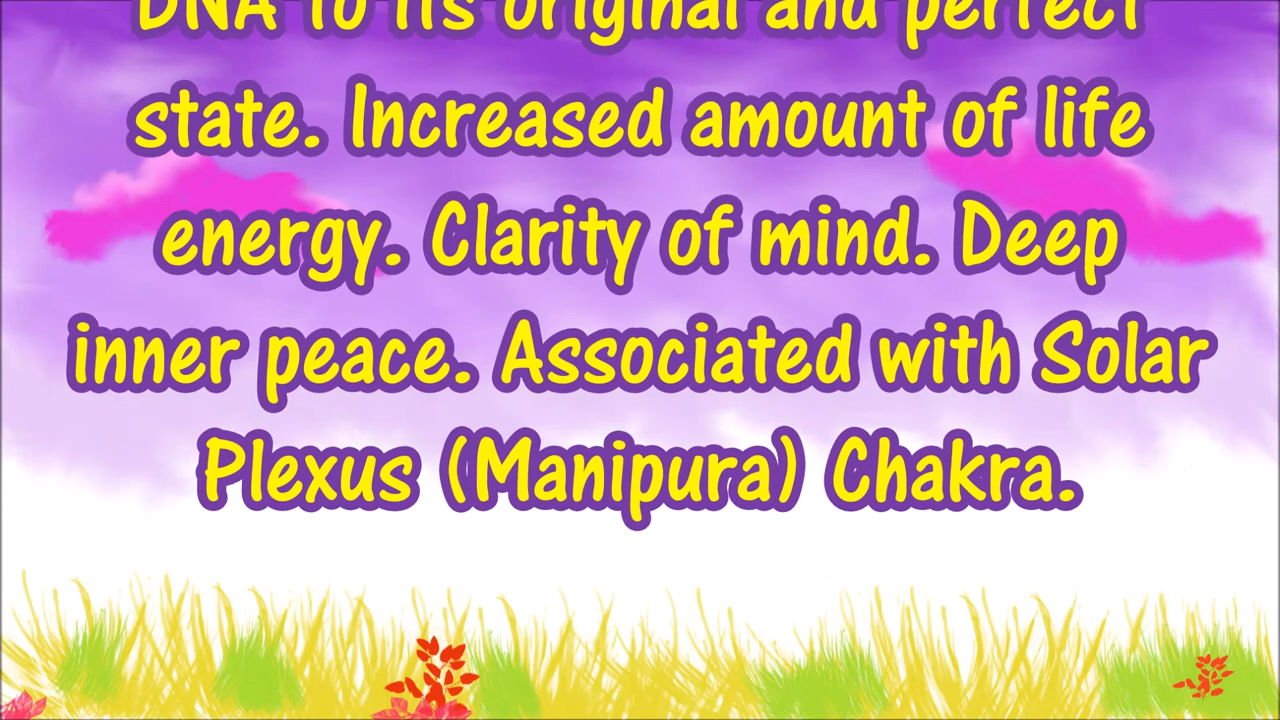 DNA to its original and perfect
state. Increased amount of life
energy. Clarity of mind. Deep
inner peace. Associated with Solar
Plexus (Manipura) Chakra.